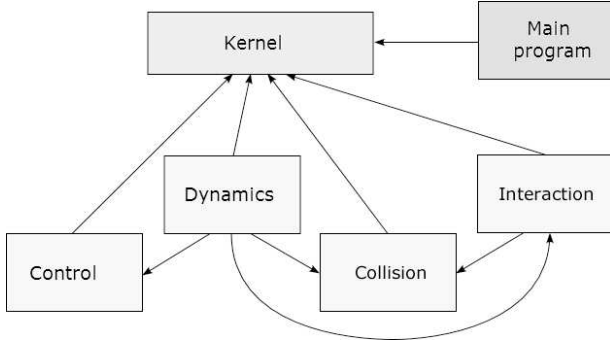 Kernel
Main
program
Dynamics
Interaction
Control
Collision